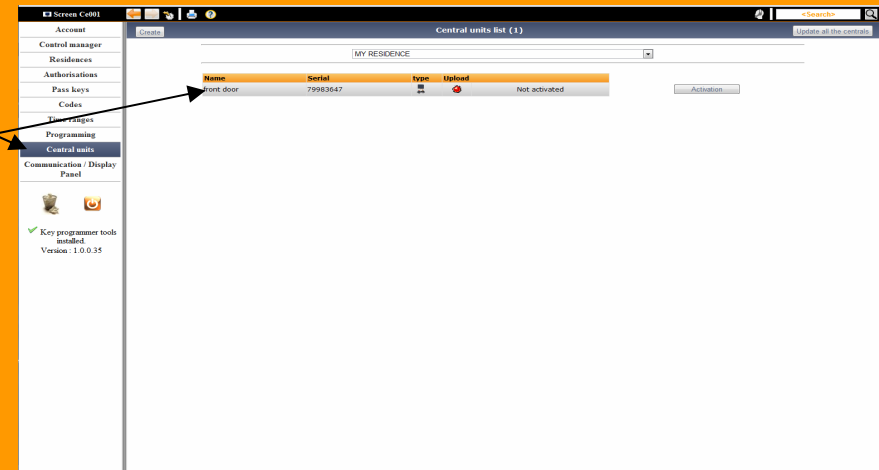 Screen Ce001
<Search>
Account
Control manager
Residences
Authorisations
Pass keys
Codes
Time ranges
Programming
Central units
Communication / Display
Panel
Key programmer tools
installed.
Version : 1.0.0.35
Create
Central units list (1)
Update all the centrals
MY RESIDENCE
Name Serial type Upload
front door 79983647 Not activated Activation